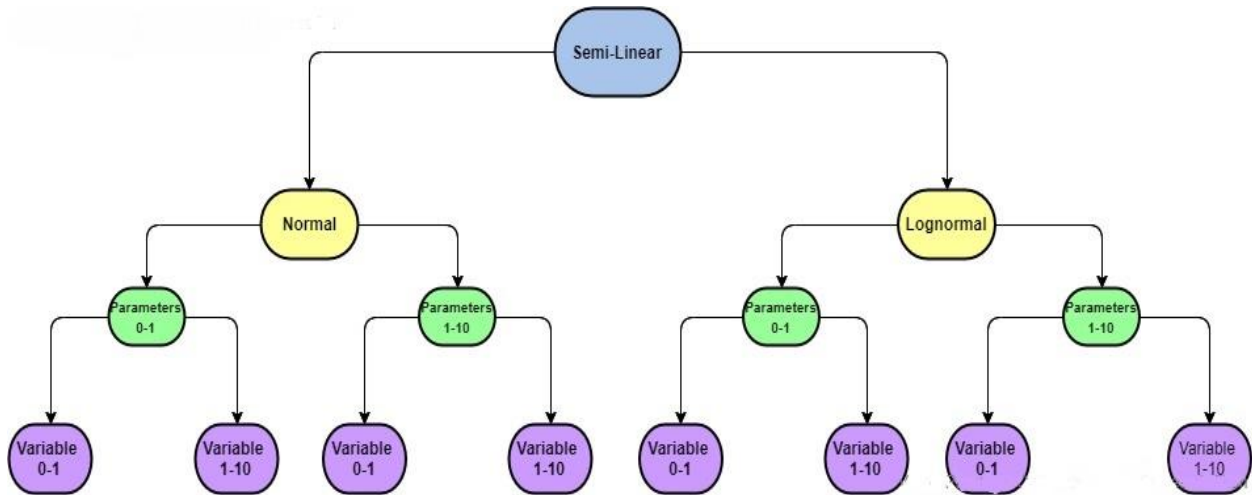 Semi-Linear
Normal
Lognormal
Parameters
0-1
Parameters
1-10
Parameters
0-1
Parameters
1-10
Variable
0-1
Variable
1-10
Variable
0-1
Variable
1-10
Variable
0-1
Variable
1-10
Variable
0-1
Variable
1-10